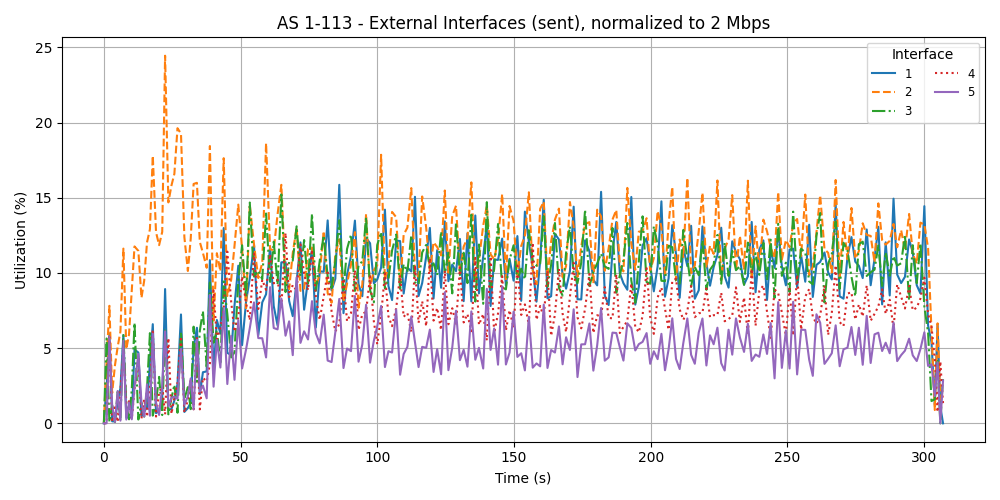 AS 1-113 - External Interfaces (sent), normalized to 2 Mbps
Utilization (%)
25
20
15
10
5
0
0 50 100 150 200 250 300
Time (s)
Interface
1 4
2 5
3